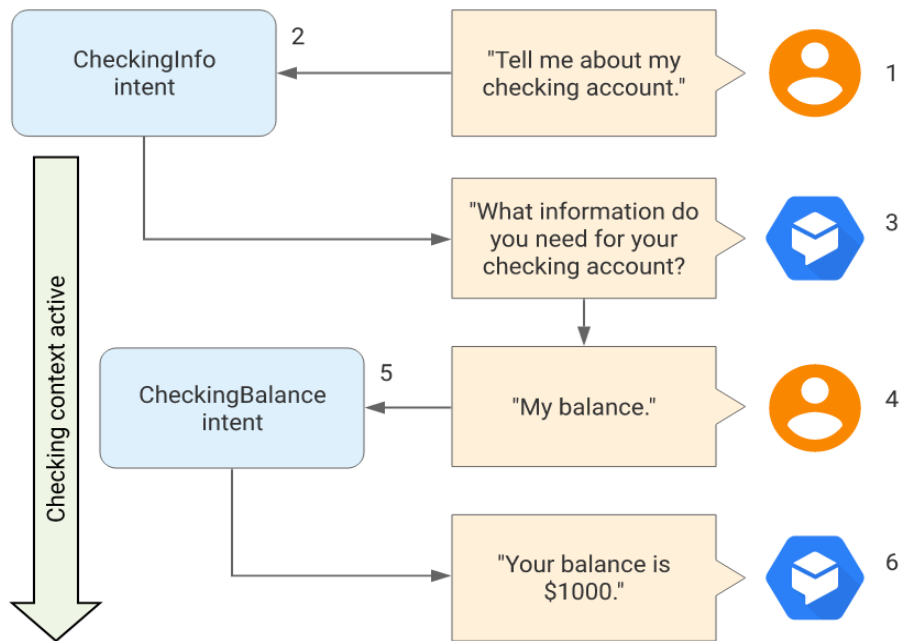 CheckingInfo
intent
2
"Tell me about my
checking account."
1
"What information do
you need for your
checking account?
3
Checking context active
CheckingBalance
intent
5
"My balance."
4
"Your balance is
$1000."
6